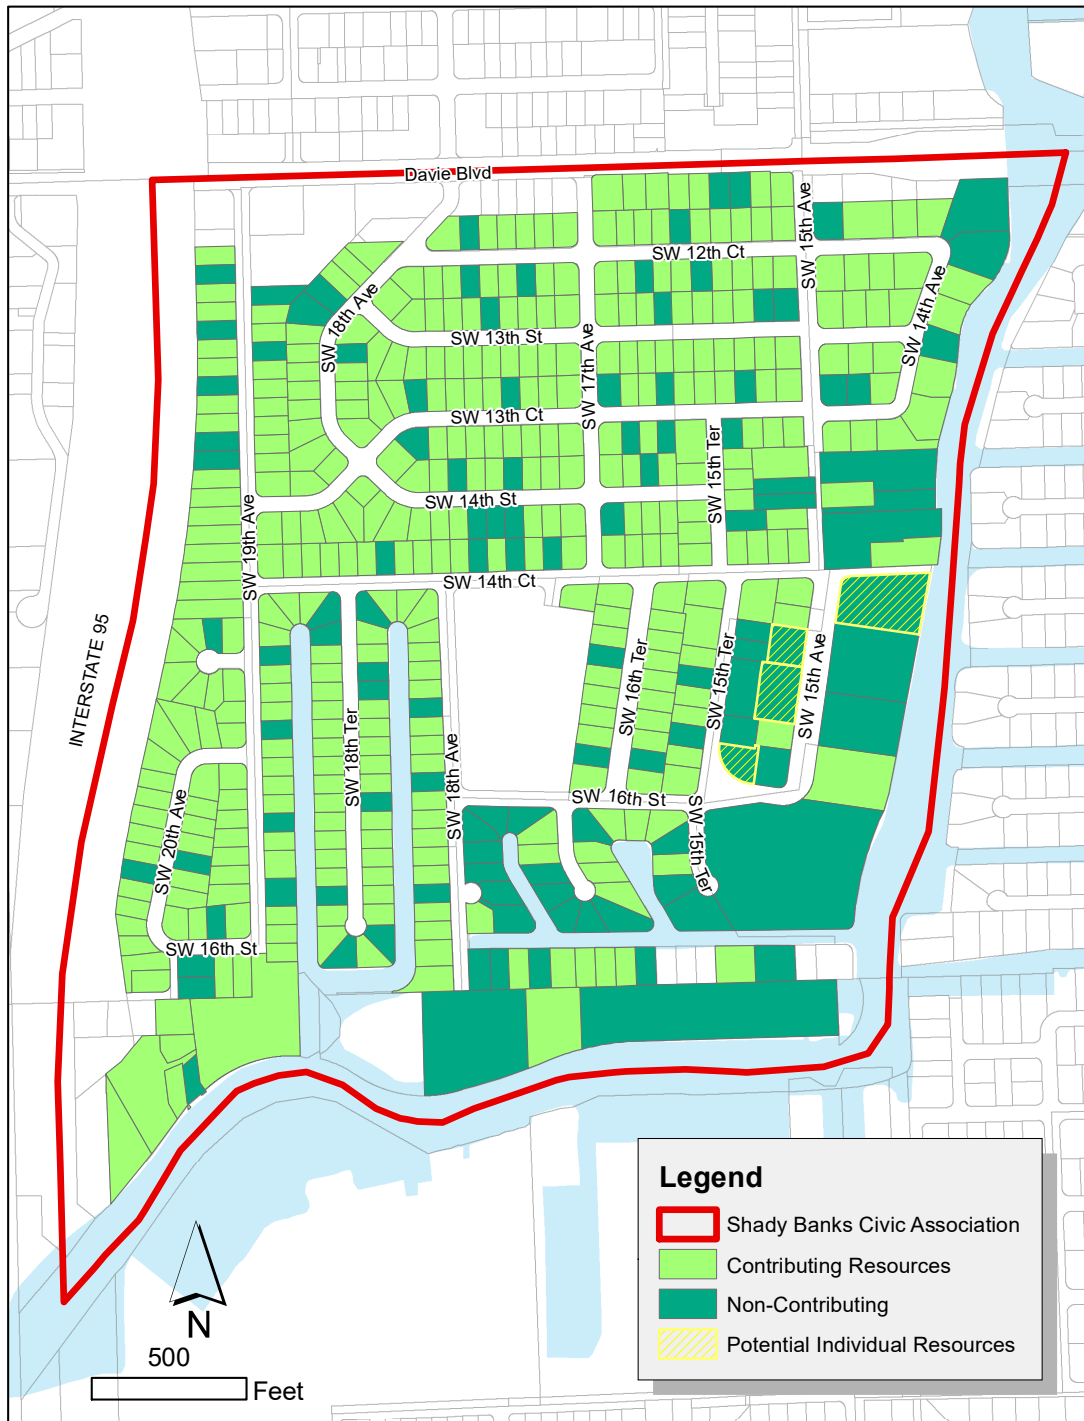 Davie Blvd
SW 15th Ave
SW 12th Ct
SW 18th Ave
SW 14th Ave
SW 13th St
SW 17th Ave
SW 13th Ct
SW 15th Ter
SW 14th St
SW 19th Ave
SW 14th Ct
INTERSTATE 95
SW 16th Ter
SW 15th Ter
SW 15th Ave
SW 18th Ter
SW 18th Ave
SW 20th Ave
SW 16th St
SW 15th Ter
SW 16th St
Legend
Shady Banks Civic Association
Contributing Resources
Non-Contributing
Potential Individual Resources
N
500
Feet